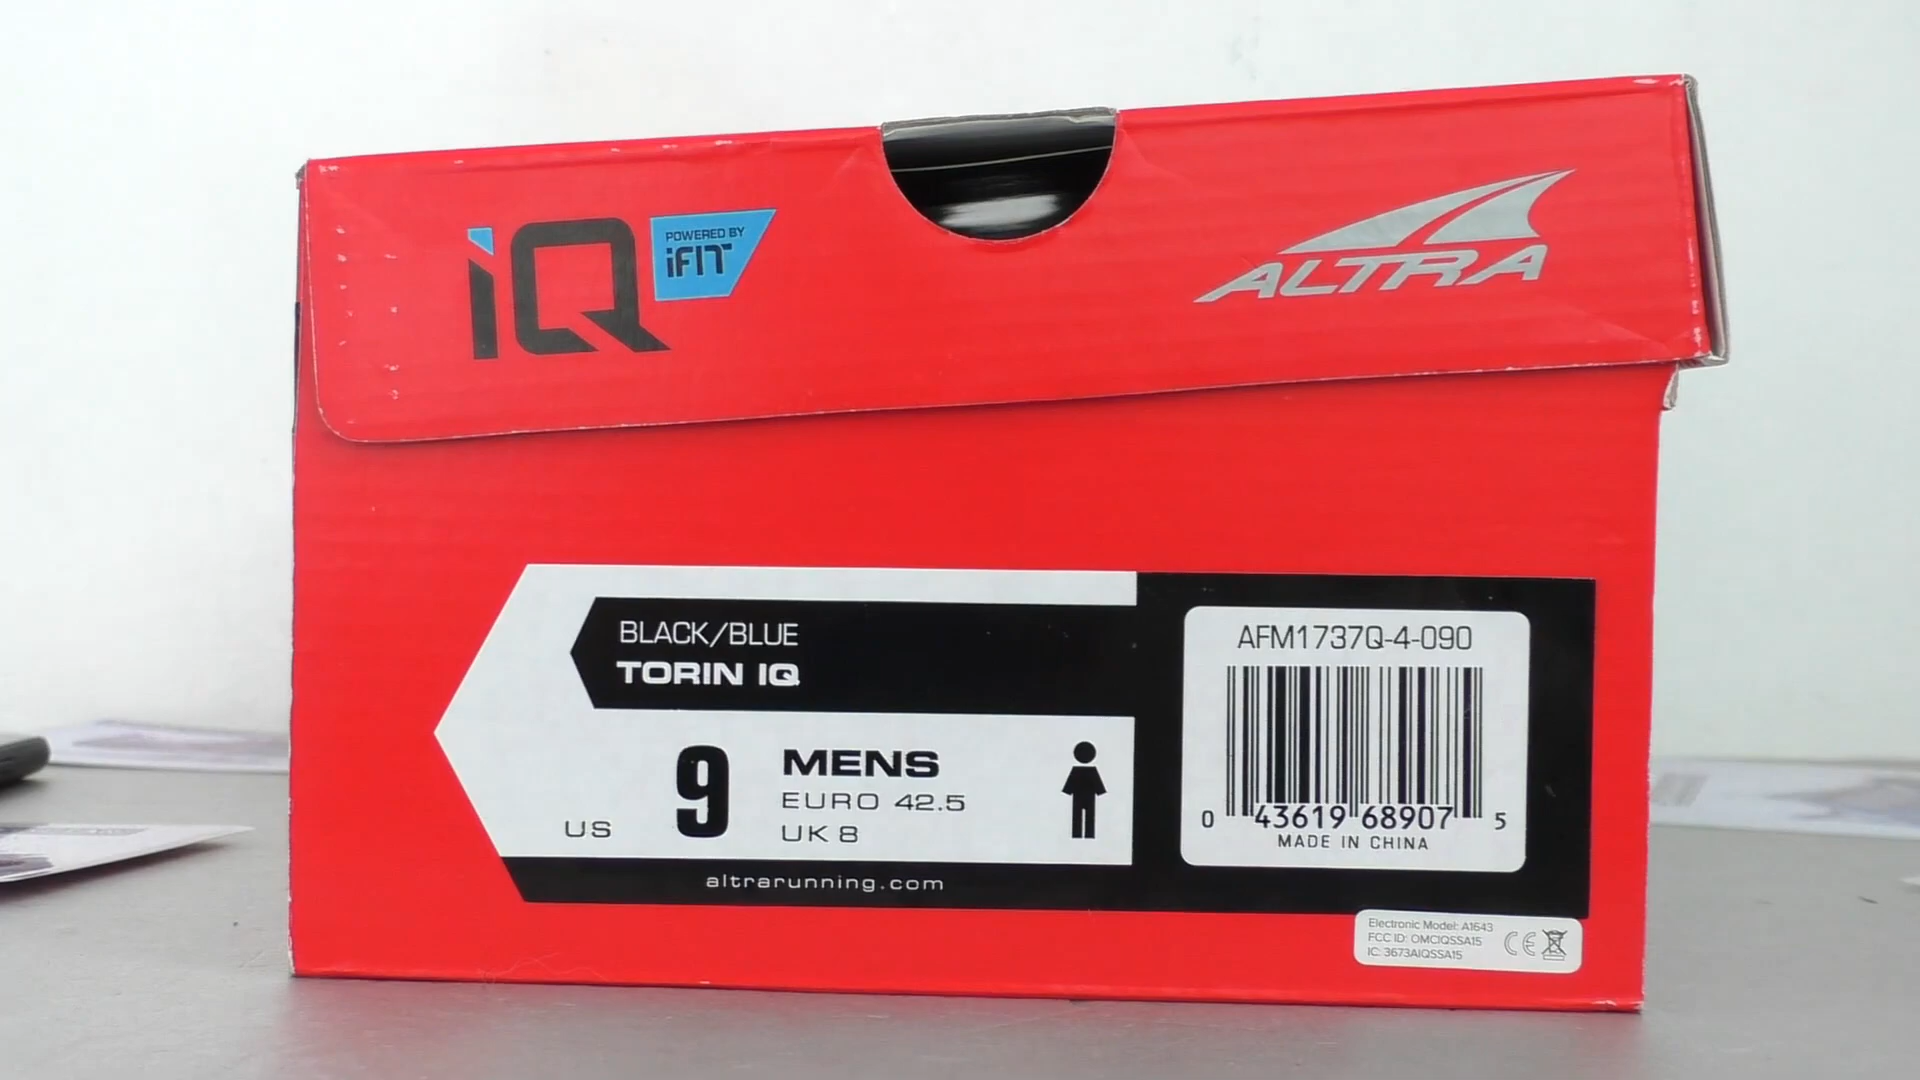 iQ
POWERED BY
iFIT
ALTRA
BLACK/BLUE
TORIN IQ
US 9
MENS
EURO 42.5
UK 8
altrarunning.com
AFM1737Q-4-090
0 43619 68907 5
MADE IN CHINA
Electronic Model: A1643
FCC ID: OMCIQSSA15
IC: 3673AIQSSA15
CE